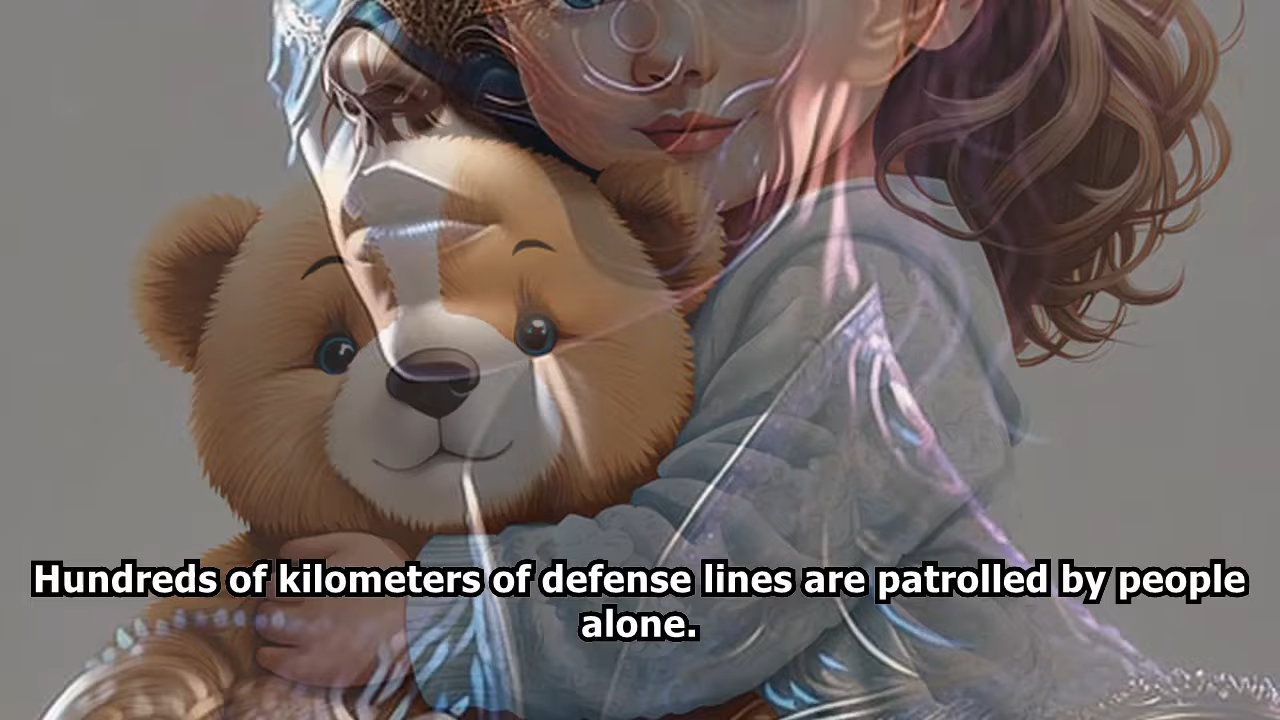 Hundreds of kilometers of defense lines are patrolled by people
alone.